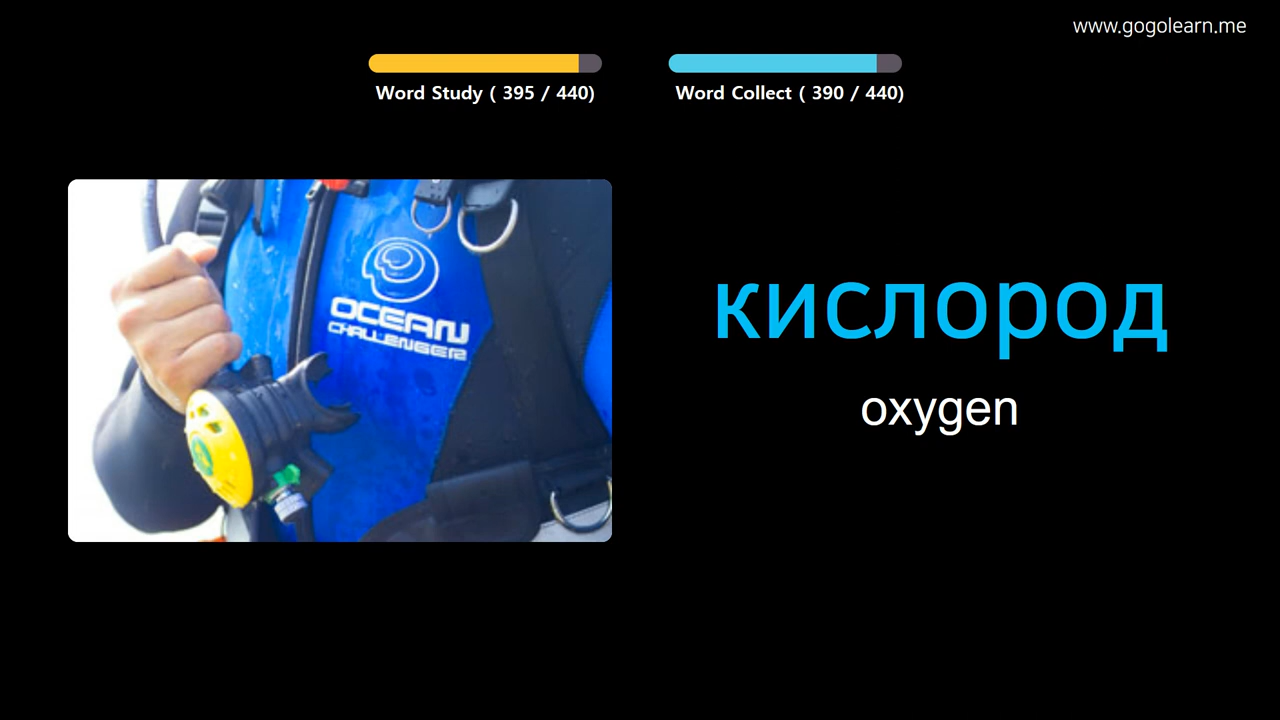 www.gogolearn.me
Word Study ( 395 / 440)
Word Collect ( 390 / 440)
OCEAN
CHALLENGER
кислород
oxygen